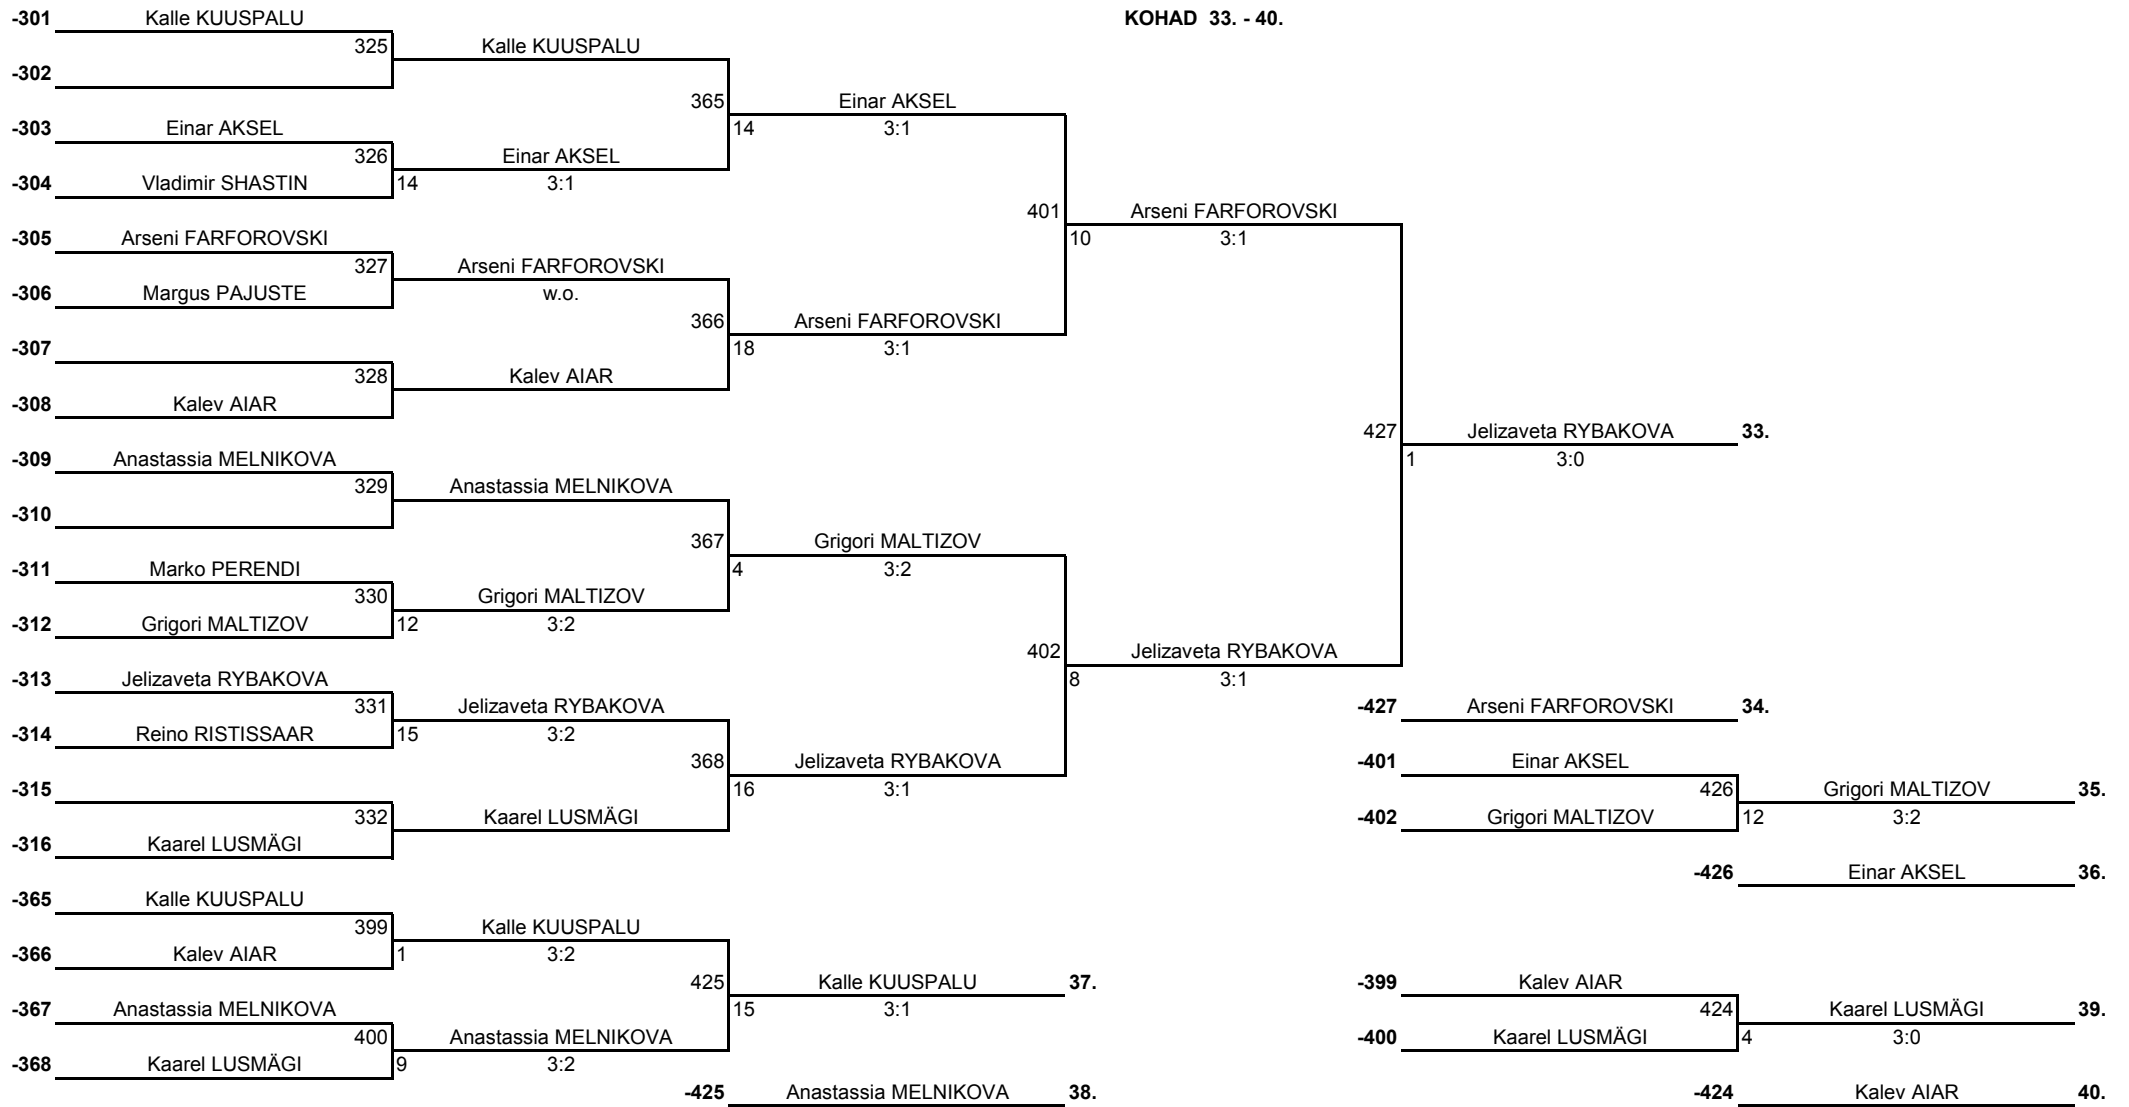 -301 Kalle KUUSPALU KOHAD 33. - 40.
325 Kalle KUUSPALU
-302
365 Einar AKSEL
-303 Einar AKSEL 14 3:1
326 Einar AKSEL
-304 Vladimir SHASTIN 14 3:1
401 Arseni FARFOROVSKI
-305 Arseni FARFOROVSKI 10 3:1
327 Arseni FARFOROVSKI
-306 Margus PAJUSTE w.o.
366 Arseni FARFOROVSKI
-307 18 3:1
328 Kalev AIAR
-308 Kalev AIAR
427 Jelizaveta RYBAKOVA 33.
-309 Anastassia MELNIKOVA 1 3:0
329 Anastassia MELNIKOVA
-310
367 Grigori MALTIZOV
-311 Marko PERENDI 4 3:2
330 Grigori MALTIZOV
-312 Grigori MALTIZOV 12 3:2
402 Jelizaveta RYBAKOVA
-313 Jelizaveta RYBAKOVA 8 3:1
331 Jelizaveta RYBAKOVA -427 Arseni FARFOROVSKI 34.
-314 Reino RISTISSAAR 15 3:2
368 Jelizaveta RYBAKOVA -401 Einar AKSEL
-315 16 3:1 426 Grigori MALTIZOV 35.
332 Kaarel LUSMÄGI -402 Grigori MALTIZOV 12 3:2
-316 Kaarel LUSMÄGI
-426 Einar AKSEL 36.
-365 Kalle KUUSPALU
399 Kalle KUUSPALU
-366 Kalev AIAR 1 3:2
425 Kalle KUUSPALU 37. -399 Kalev AIAR
-367 Anastassia MELNIKOVA 15 3:1 424 Kaarel LUSMÄGI 39.
400 Anastassia MELNIKOVA -400 Kaarel LUSMÄGI 4 3:0
-368 Kaarel LUSMÄGI 9 3:2
-425 Anastassia MELNIKOVA 38. -424 Kalev AIAR 40.